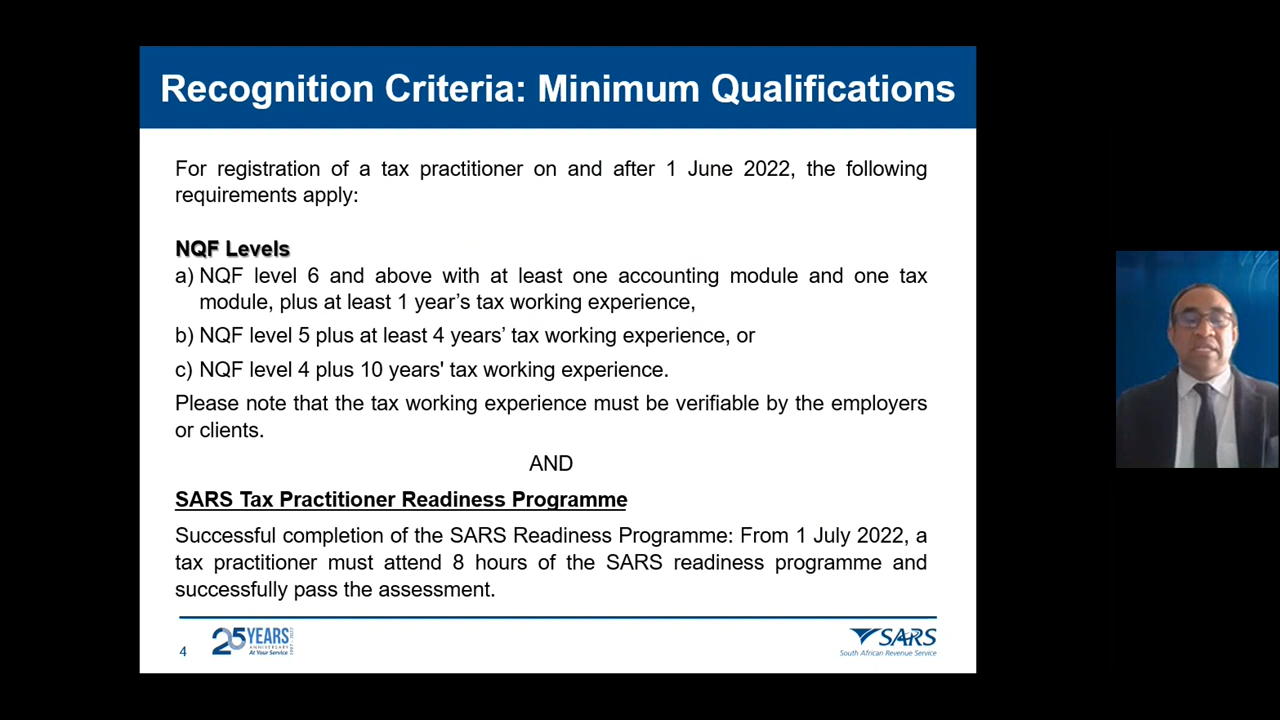 Recognition Criteria: Minimum Qualifications
For registration of a tax practitioner on and after 1 June 2022, the following
requirements apply:
NQF Levels
a) NQF level 6 and above with at least one accounting module and one tax
module, plus at least 1 year’s tax working experience,
b) NQF level 5 plus at least 4 years’ tax working experience, or
c) NQF level 4 plus 10 years' tax working experience.
Please note that the tax working experience must be verifiable by the employers
or clients.
AND
SARS Tax Practitioner Readiness Programme
Successful completion of the SARS Readiness Programme: From 1 July 2022, a
tax practitioner must attend 8 hours of the SARS readiness programme and
successfully pass the assessment.
4
25 YEARS
ANNIVERSARY
At Your Service
SARS
South African Revenue Service